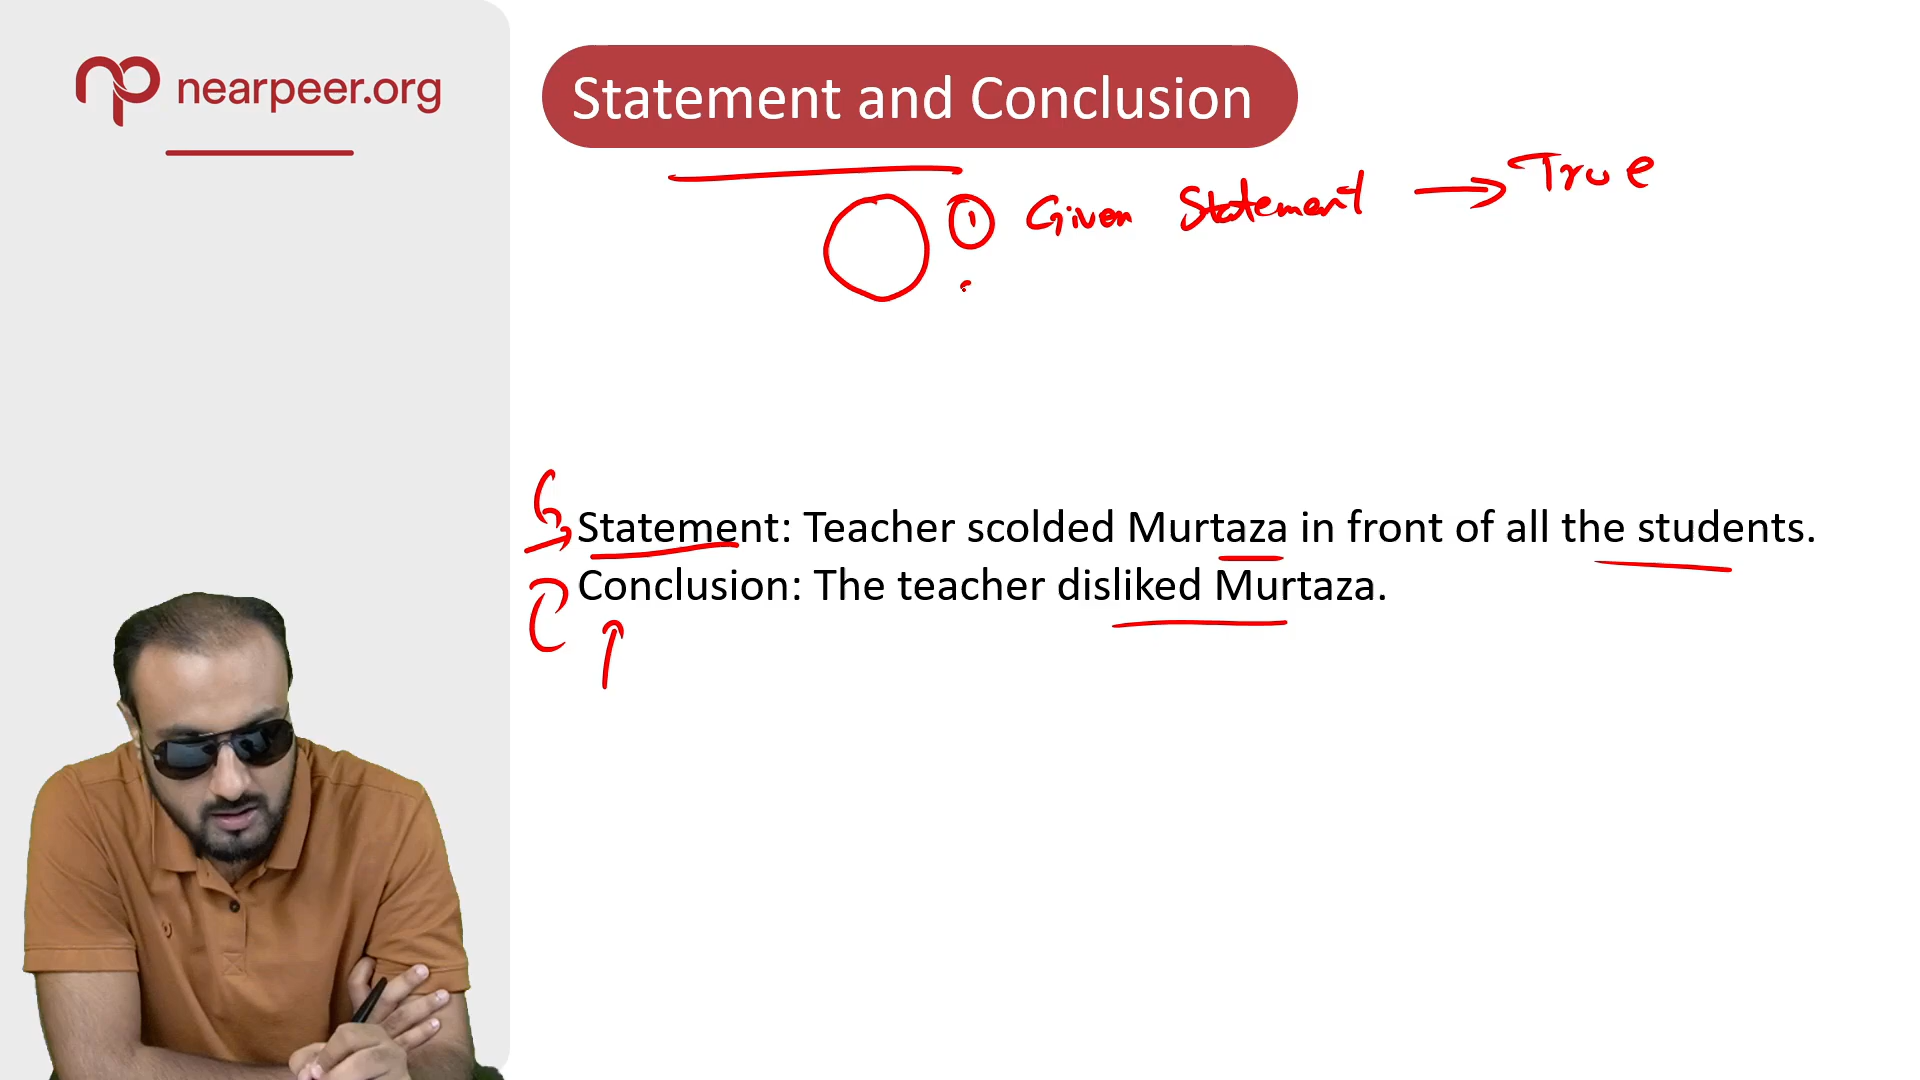 nearpeer.org
Statement and Conclusion
① Given Statement → True
Statement: Teacher scolded Murtaza in front of all the students.
Conclusion: The teacher disliked Murtaza.